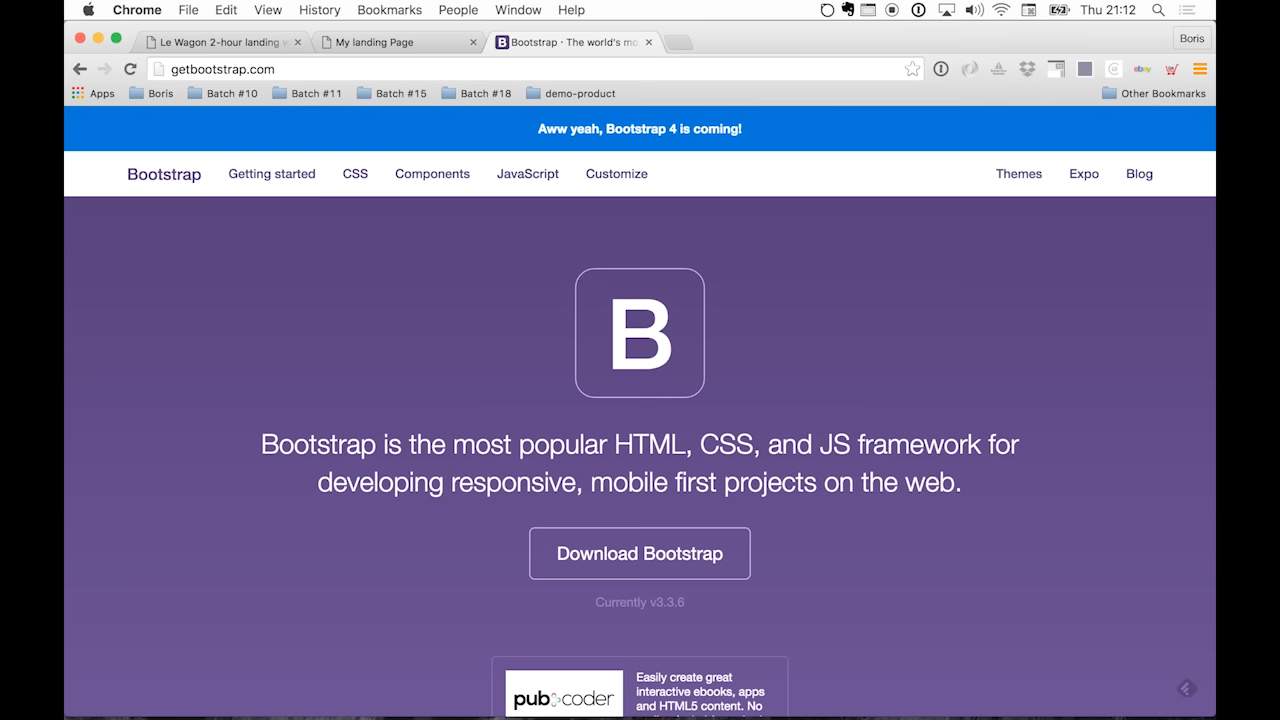 Chrome File Edit View History Bookmarks People Window Help Thu 21:12
Le Wagon 2-hour landing My landing Page Bootstrap · The world's mo Boris
getbootstrap.com
ebay
Apps Boris Batch #10 Batch #11 Batch #15 Batch #18 demo-product Other Bookmarks
Aww yeah, Bootstrap 4 is coming!
Bootstrap Getting started CSS Components JavaScript Customize Themes Expo Blog
B
Bootstrap is the most popular HTML, CSS, and JS framework for
developing responsive, mobile first projects on the web.
Download Bootstrap
Currently v3.3.6
pubcoder
Easily create great
interactive ebooks, apps
and HTML5 content. No